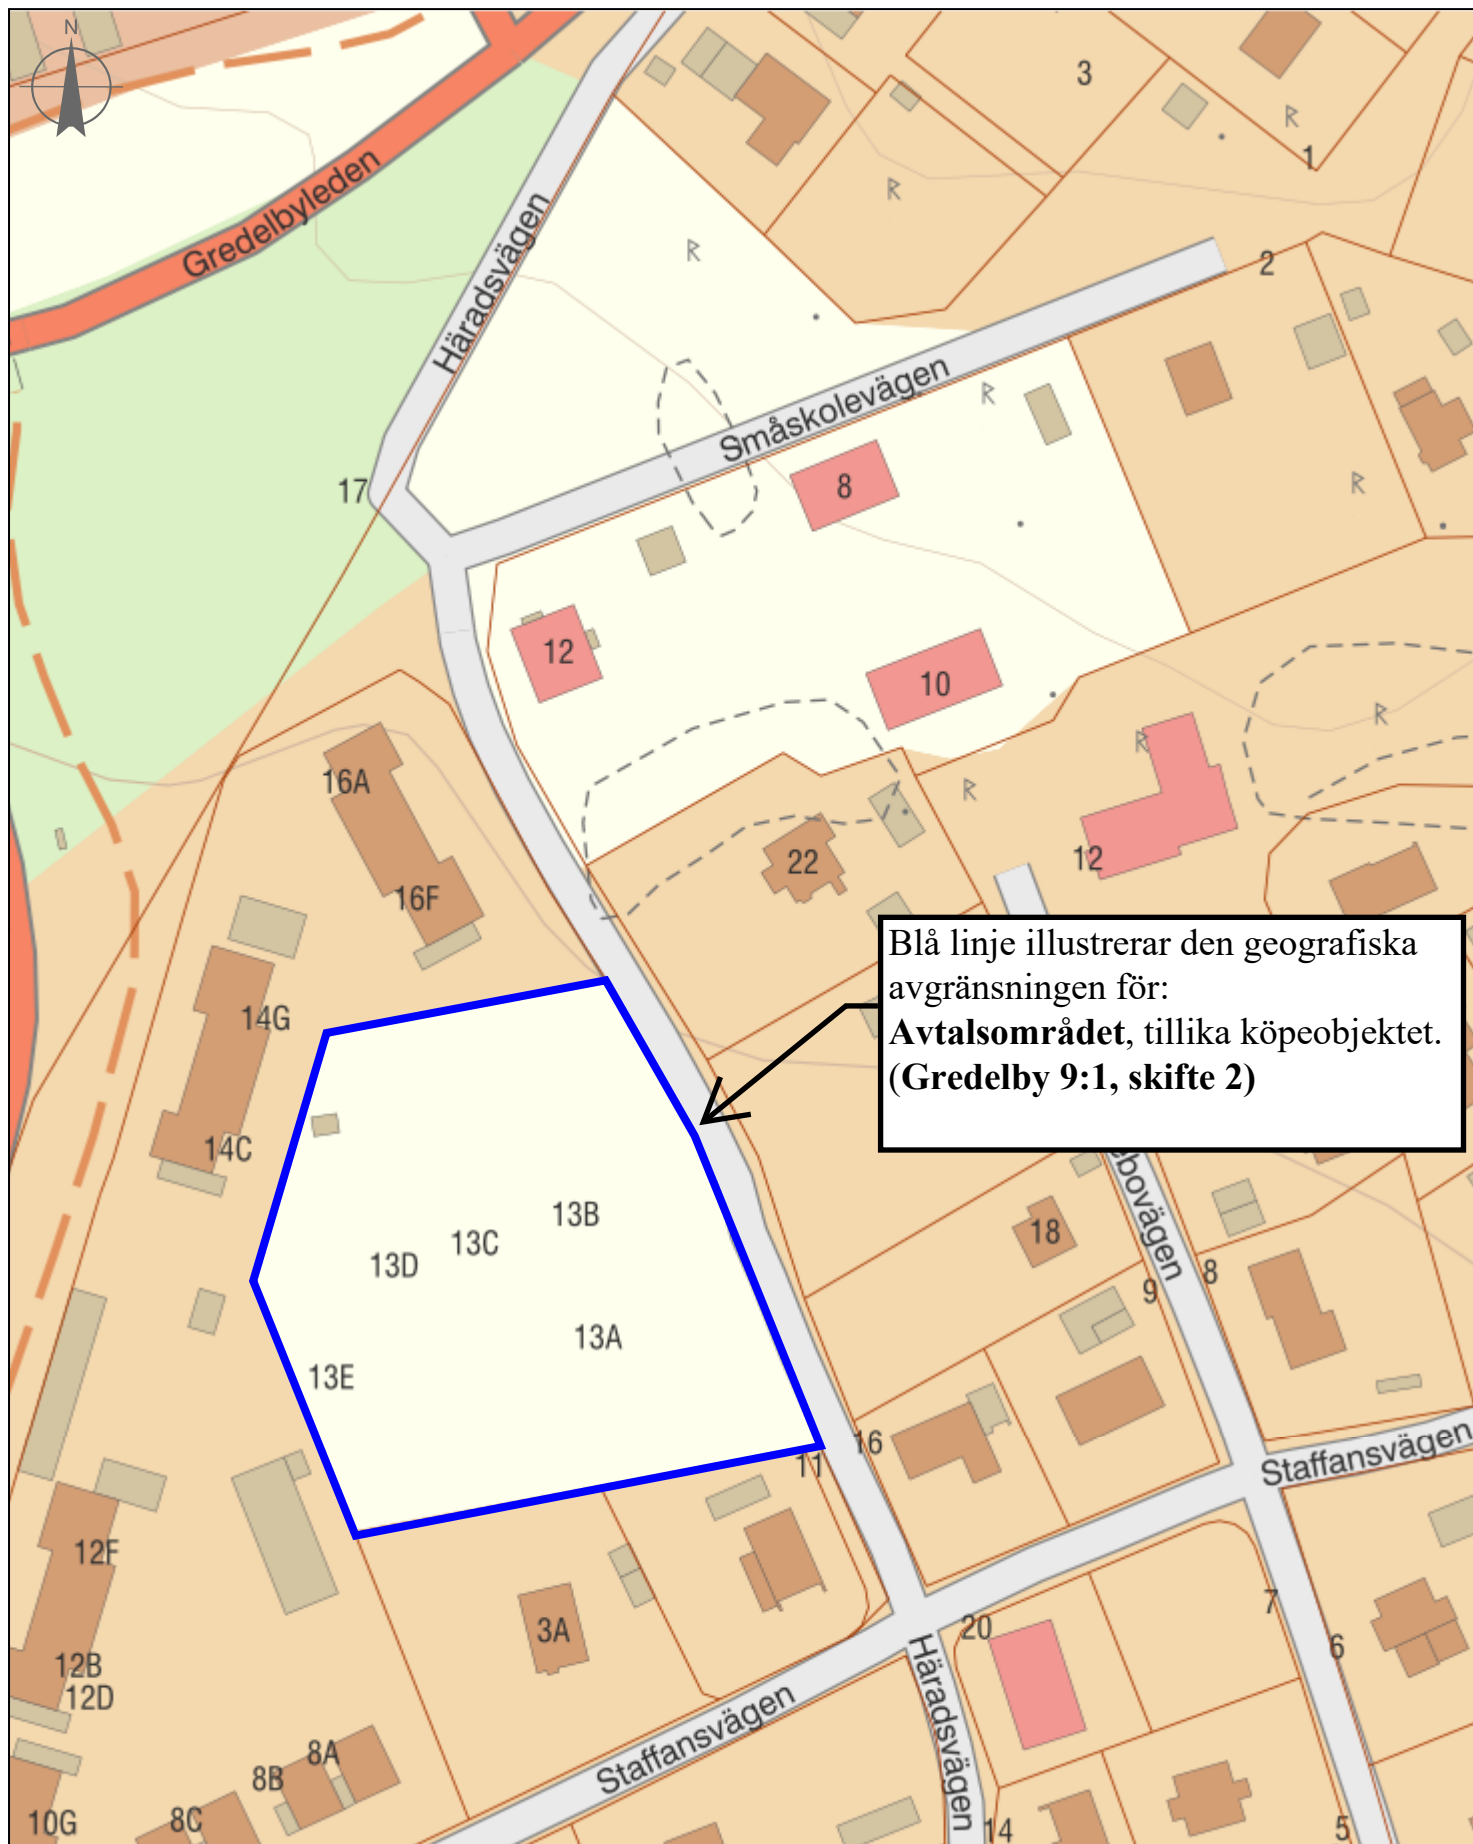 N
3
1
Gredelbyleden
Häradsvägen
R
R
R
2
Småskolevägen
R
8
R
17
12
10
R
R
16A
16F
22
R
12
Blå linje illustrerar den geografiska
avgränsningen för:
Avtalsområdet, tillika köpeobjektet.
(Gredelby 9:1, skifte 2)
14G
14C
bovägen
13B
13C
13D
18
8
9
13A
13E
16
11
Staffansvägen
12F
3A
7
20
6
12B
12D
Häradsvägen
Staffansvägen
8A
8B
8C
10G
14
5